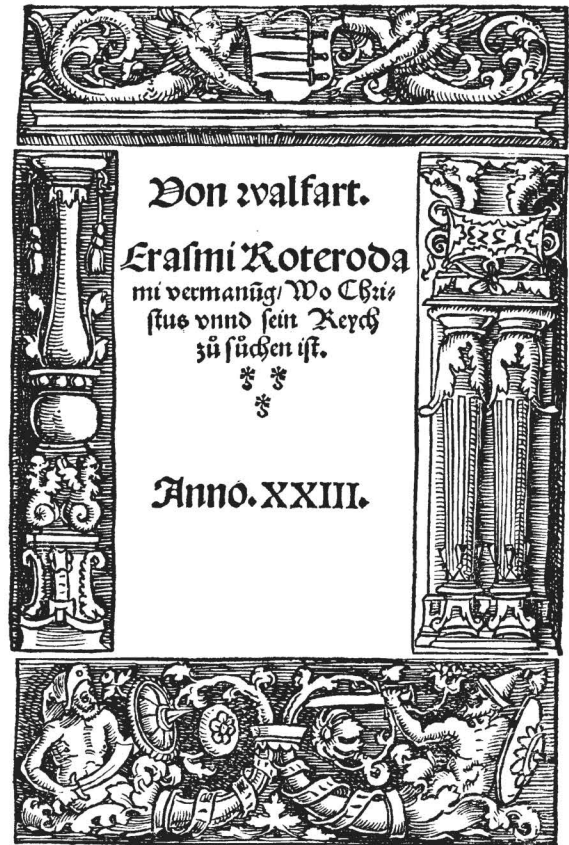 Von walfart.
Erasmi Roteroda
mi vermanūg/ Wo Chri⸗
stus vnnd sein Reych
zů sůchen ist.
Anno. XXIII.